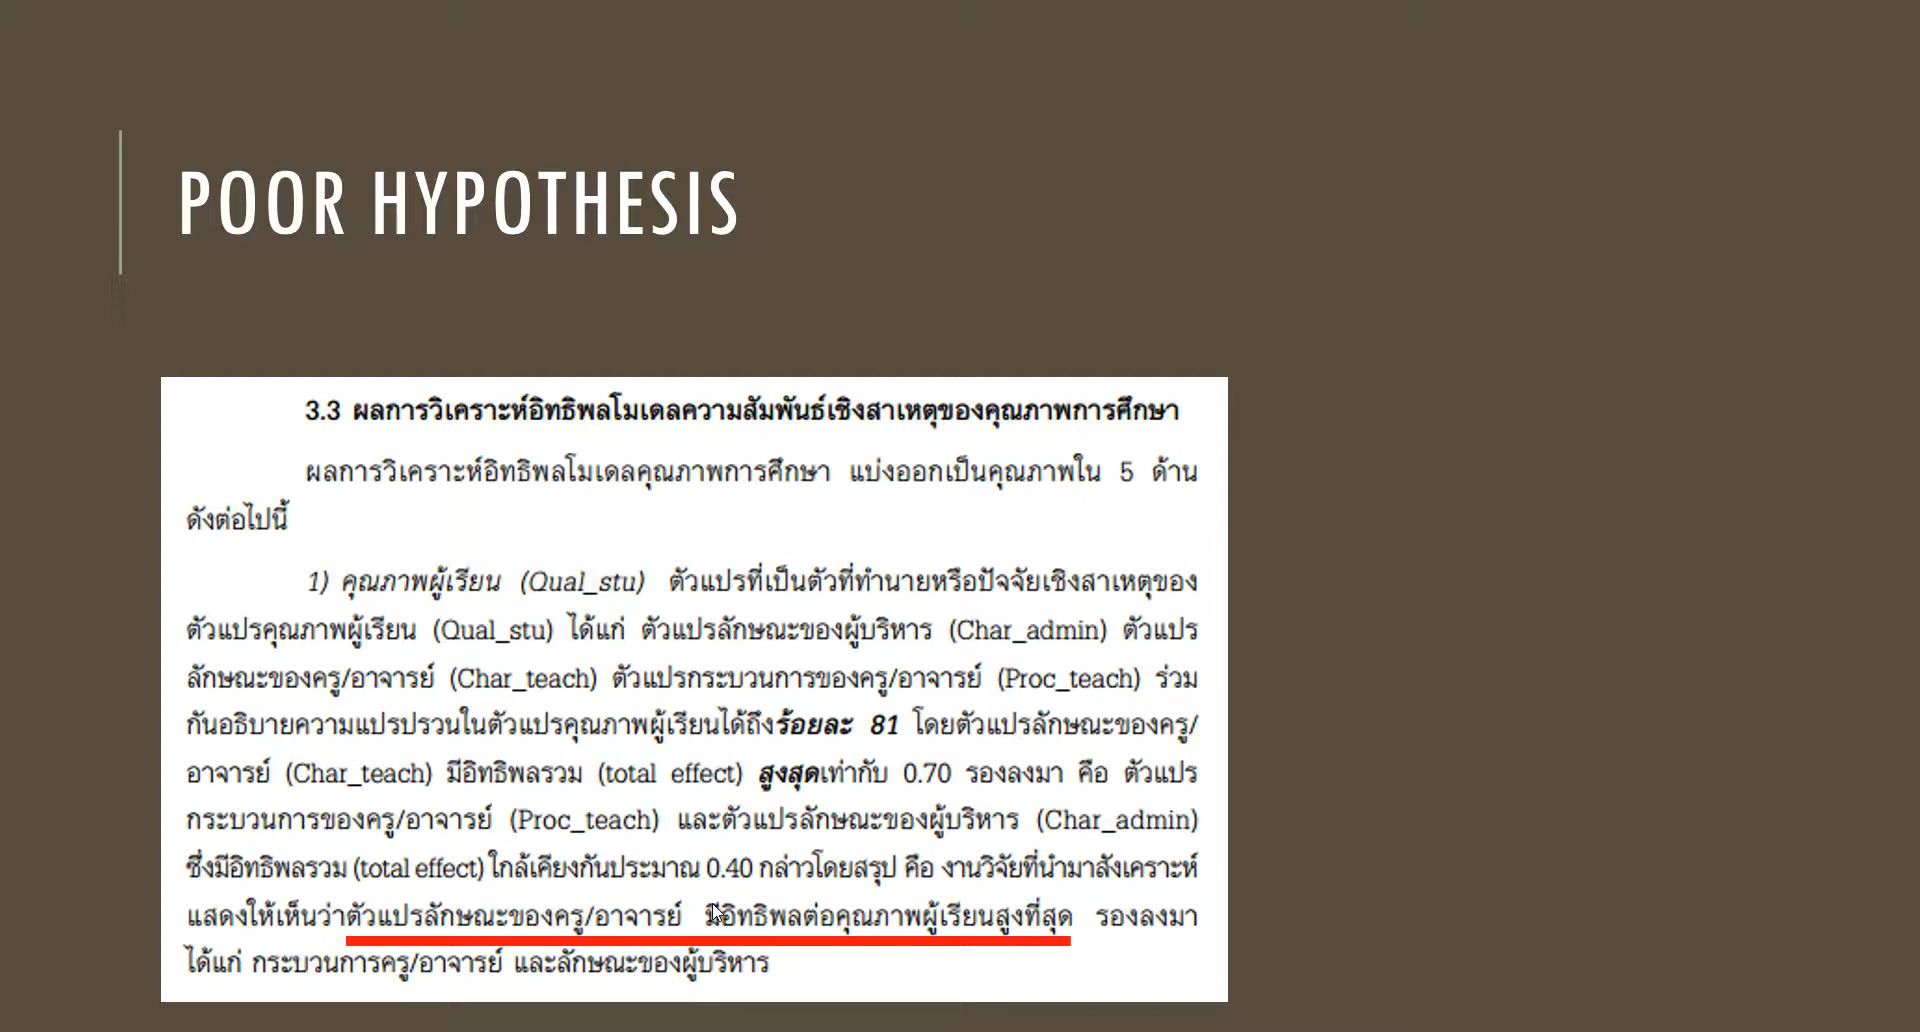 POOR HYPOTHESIS
3.3 ผลการวิเคราะห์อิทธิพลโมเดลความสัมพันธ์เชิงสาเหตุของคุณภาพการศึกษา
ผลการวิเคราะห์อิทธิพลโมเดลคุณภาพการศึกษา แบ่งออกเป็นคุณภาพใน 5 ด้าน
ดังต่อไปนี้
1) คุณภาพผู้เรียน (Qual_stu) ตัวแปรที่เป็นตัวที่ทำนายหรือปัจจัยเชิงสาเหตุของ
ตัวแปรคุณภาพผู้เรียน (Qual_stu) ได้แก่ ตัวแปรลักษณะของผู้บริหาร (Char_admin) ตัวแปร
ลักษณะของครู/อาจารย์ (Char_teach) ตัวแปรกระบวนการของครู/อาจารย์ (Proc_teach) ร่วม
กันอธิบายความแปรปรวนในตัวแปรคุณภาพผู้เรียนได้ถึงร้อยละ 81 โดยตัวแปรลักษณะของครู/
อาจารย์ (Char_teach) มีอิทธิพลรวม (total effect) สูงสุดเท่ากับ 0.70 รองลงมา คือ ตัวแปร
กระบวนการของครู/อาจารย์ (Proc_teach) และตัวแปรลักษณะของผู้บริหาร (Char_admin)
ซึ่งมีอิทธิพลรวม (total effect) ใกล้เคียงกันประมาณ 0.40 กล่าวโดยสรุป คือ งานวิจัยที่นำมาสังเคราะห์
แสดงให้เห็นว่าตัวแปรลักษณะของครู/อาจารย์ มีอิทธิพลต่อคุณภาพผู้เรียนสูงที่สุด รองลงมา
ได้แก่ กระบวนการครู/อาจารย์ และลักษณะของผู้บริหาร